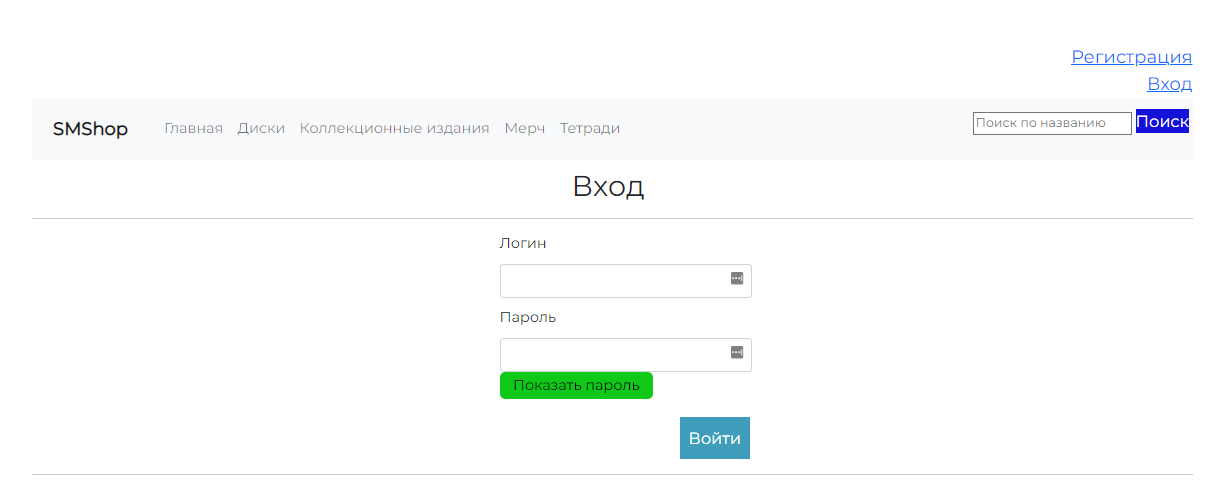 Регистрация
Вход
SMShop Главная Диски Коллекционные издания Мерч Тетради Поиск по названию Поиск
Вход
Логин
Пароль
Показать пароль
Войти